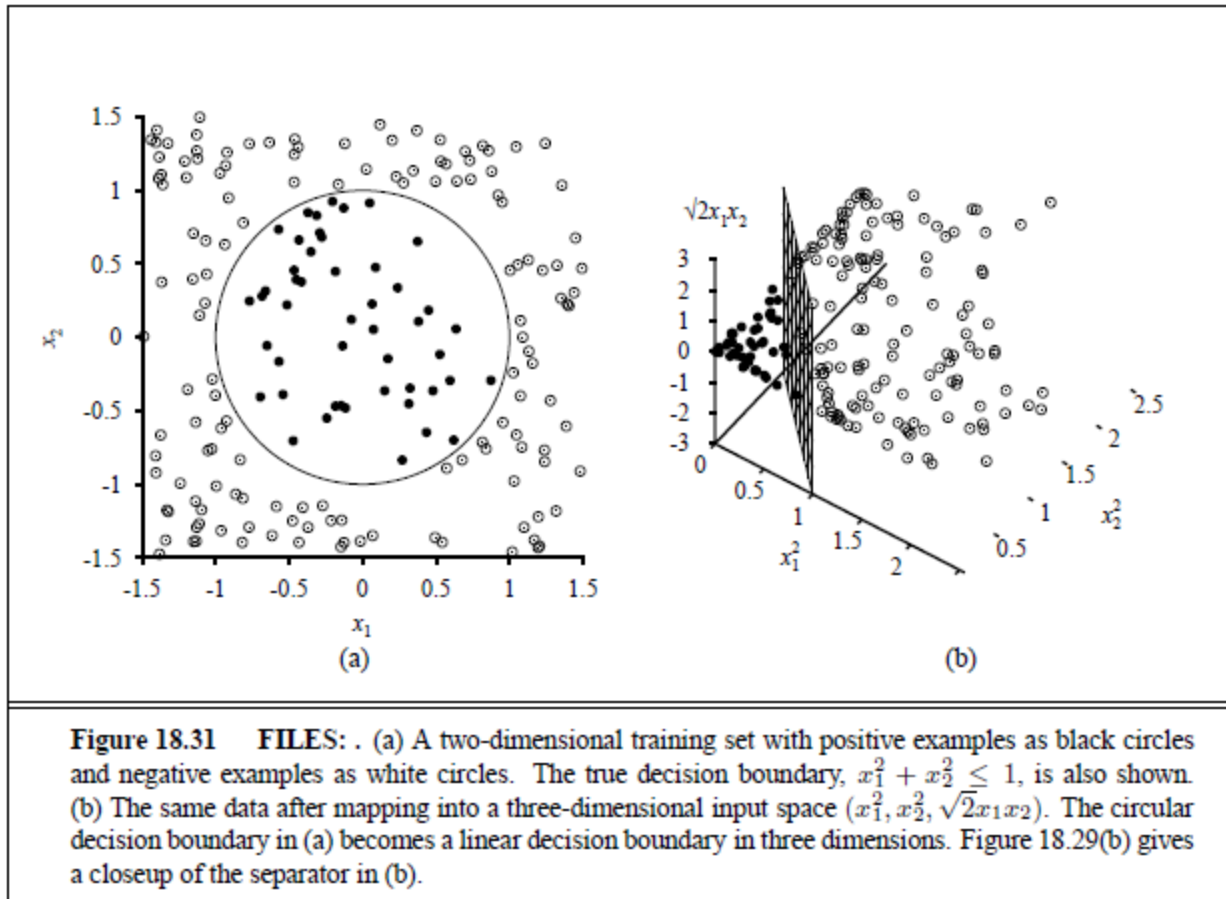 1.5
1
0.5
0
-0.5
-1
-1.5
x₂
-1.5 -1 -0.5 0 0.5 1 1.5
x₁
(a)
√2x₁x₂
3
2
1
0
-1
-2
-3
0
0.5
1
1.5
2
x₁²
0.5
1
1.5
2
2.5
x₂²
(b)
Figure 18.31 FILES: . (a) A two-dimensional training set with positive examples as black circles
and negative examples as white circles. The true decision boundary, x₁² + x₂² ≤ 1, is also shown.
(b) The same data after mapping into a three-dimensional input space (x₁², x₂², √2x₁x₂). The circular
decision boundary in (a) becomes a linear decision boundary in three dimensions. Figure 18.29(b) gives
a closeup of the separator in (b).